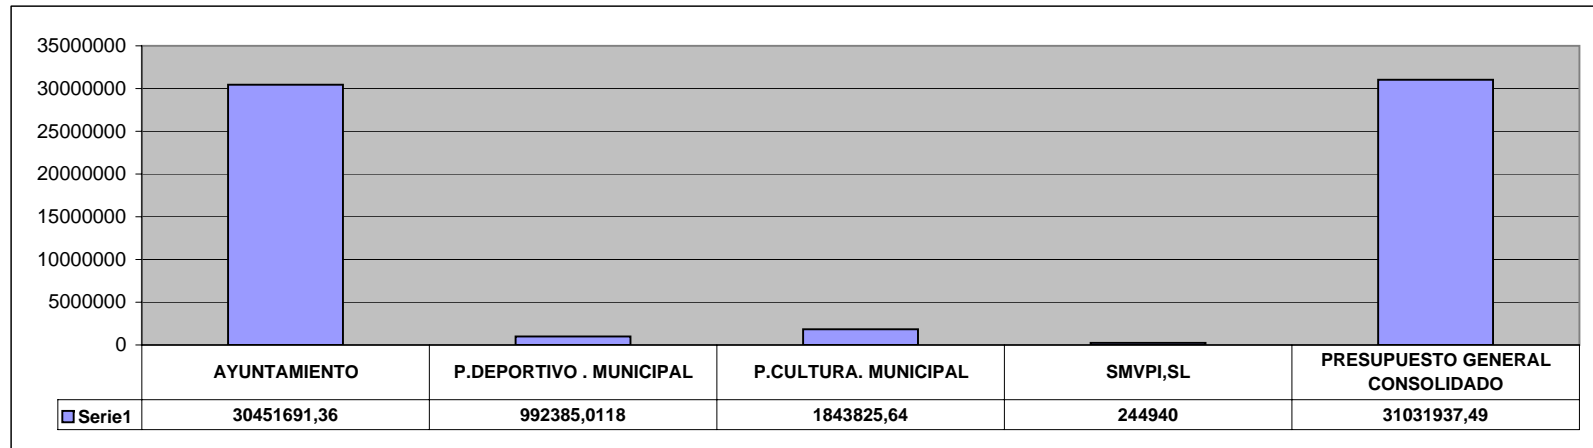 35000000
30000000
25000000
20000000
15000000
10000000
5000000
0
AYUNTAMIENTO P.DEPORTIVO . MUNICIPAL P.CULTURA. MUNICIPAL SMVPI,SL PRESUPUESTO GENERAL
CONSOLIDADO
Serie1 30451691,36 992385,0118 1843825,64 244940 31031937,49